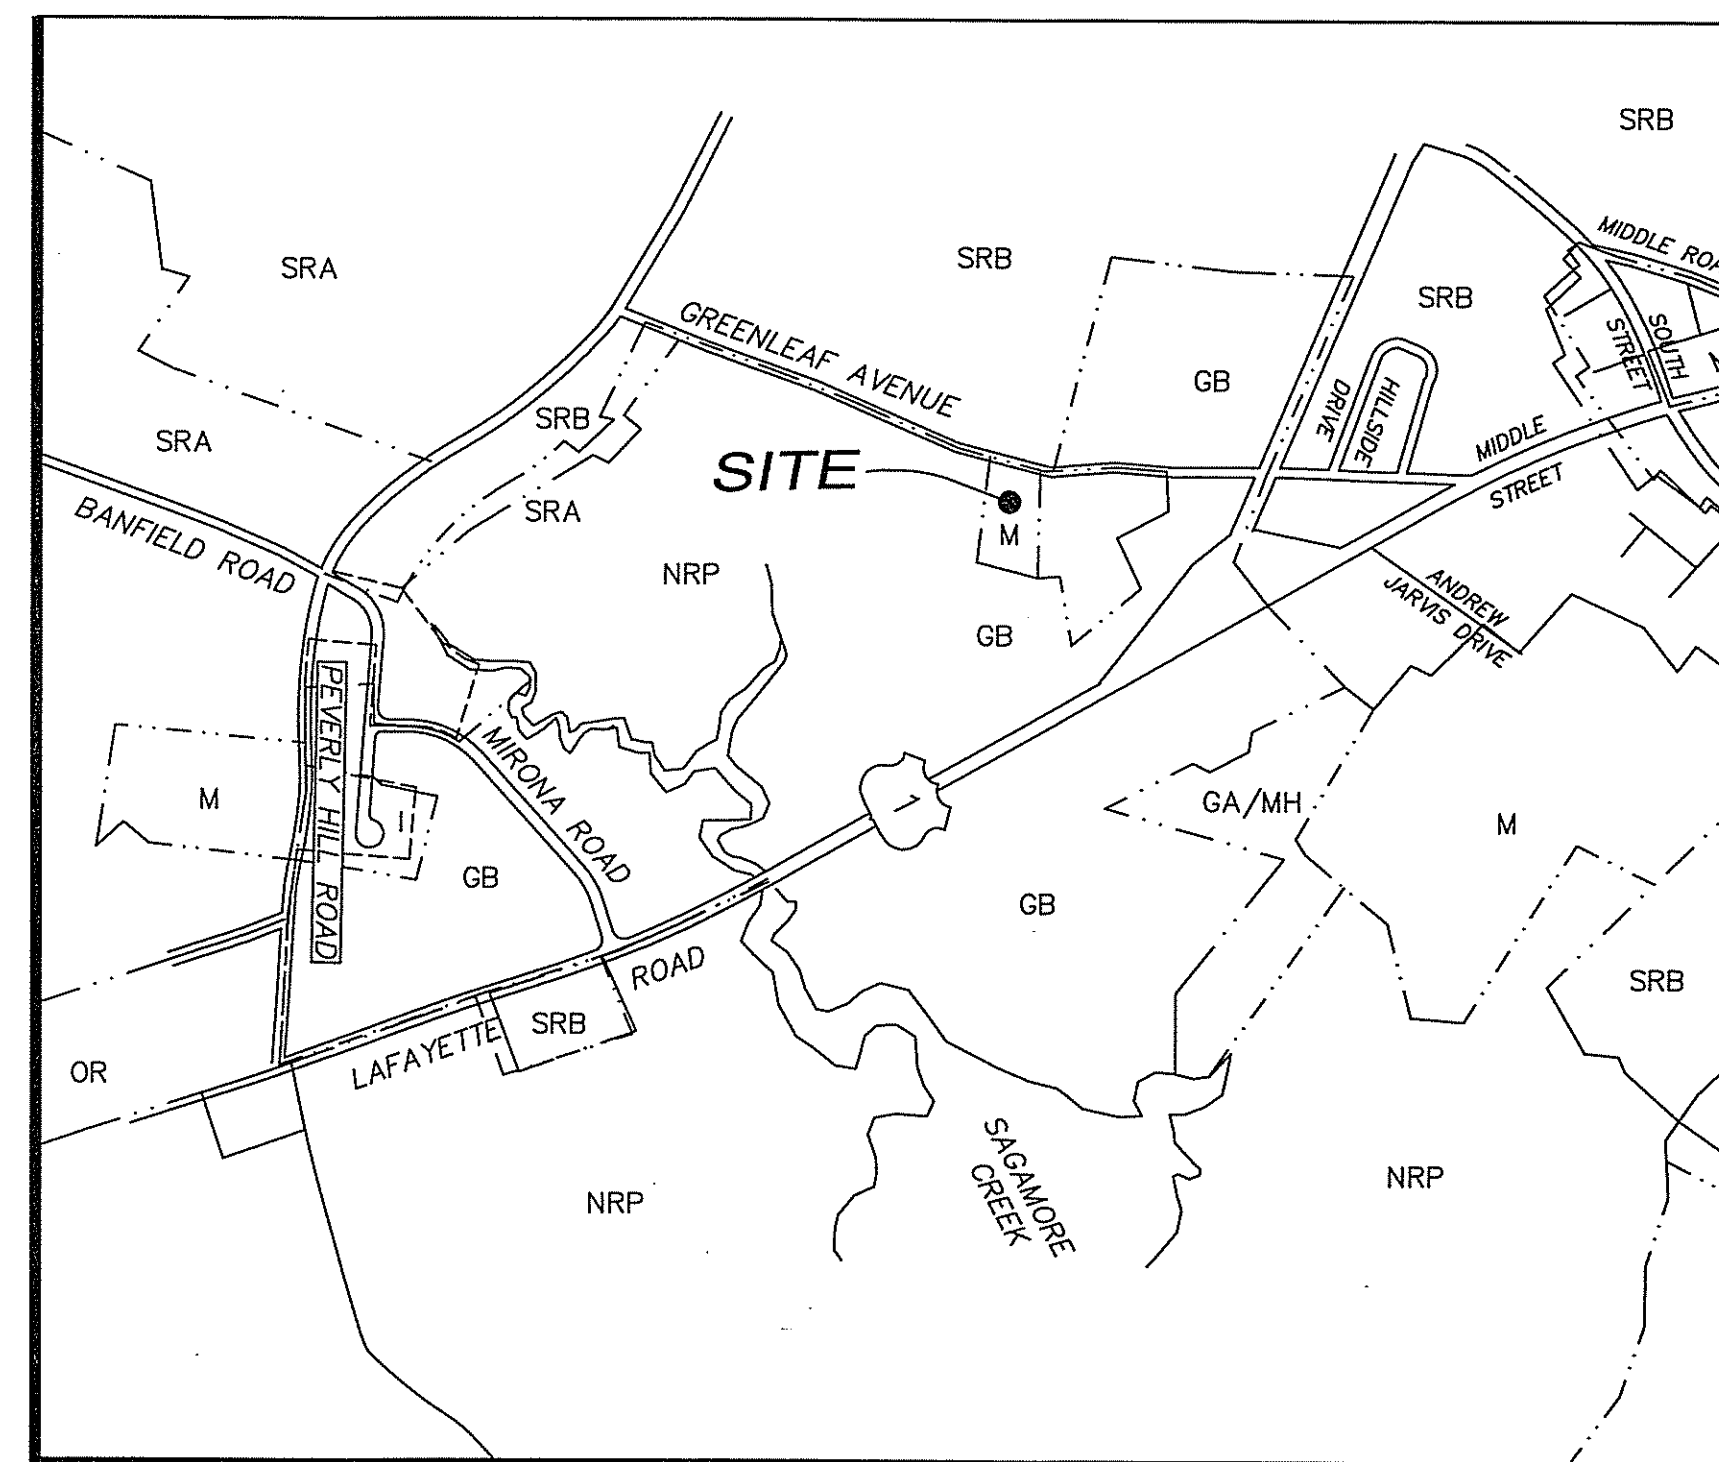 SRB
MIDDLE
SRA
SRB
SRB
GREENLEAF AVENUE
SOUTH
STREET
GB
HILLSIDE
DRIVE
SRB
SRA
MIDDLE
STREET
SITE
SRA
M
BANFIELD ROAD
NRP
ANDREW
JARVIS DRIVE
GB
PEVERLY HILL ROAD
MIRONA ROAD
M
I
1
GA/MH
M
GB
GB
LAFAYETTE ROAD
SRB
SRB
OR
SAGAMORE
CREEK
NRP
NRP